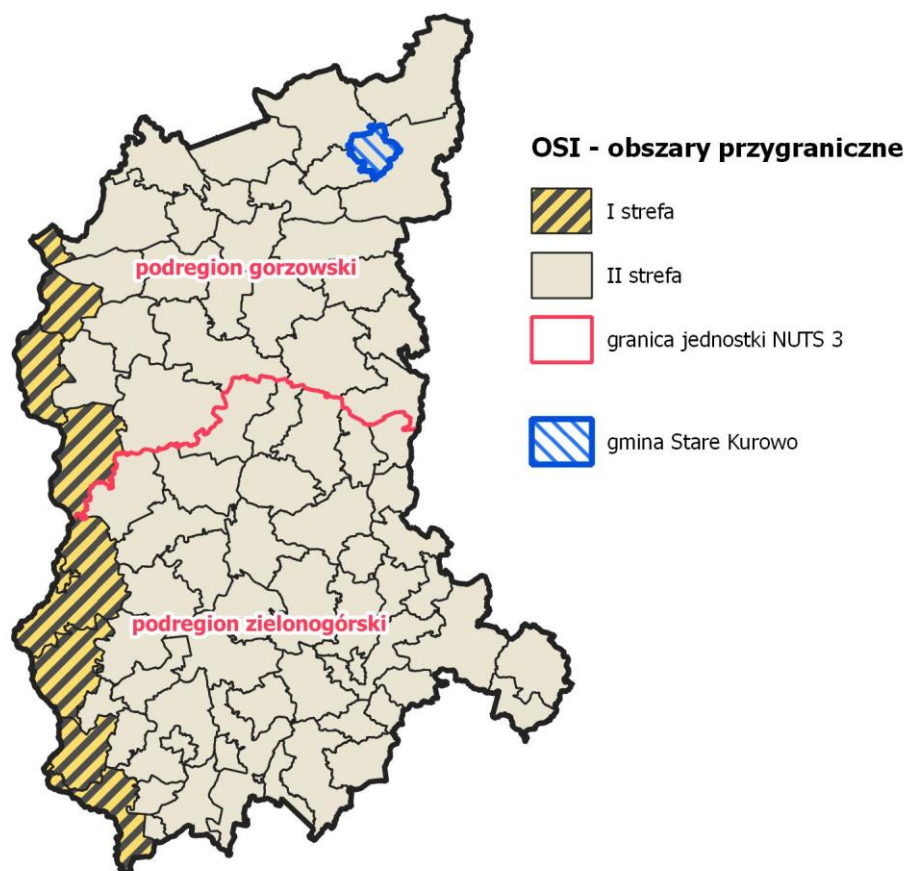 OSI - obszary przygraniczne
I strefa
II strefa
granica jednostki NUTS 3
gmina Stare Kurowo
podregion gorzowski
podregion zielonogórski